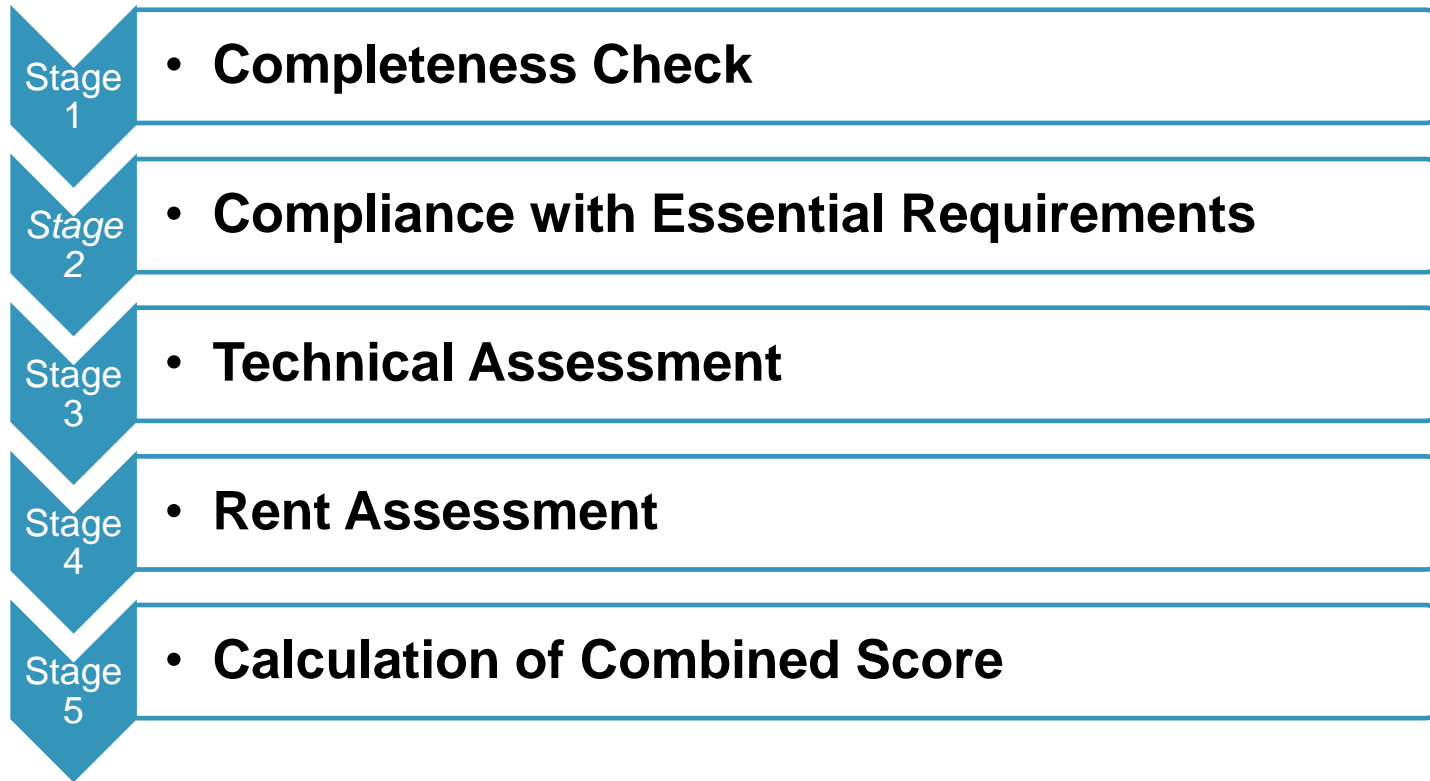 Stage
1
• Completeness Check
Stage
2
• Compliance with Essential Requirements
Stage
3
• Technical Assessment
Stage
4
• Rent Assessment
Stage
5
• Calculation of Combined Score